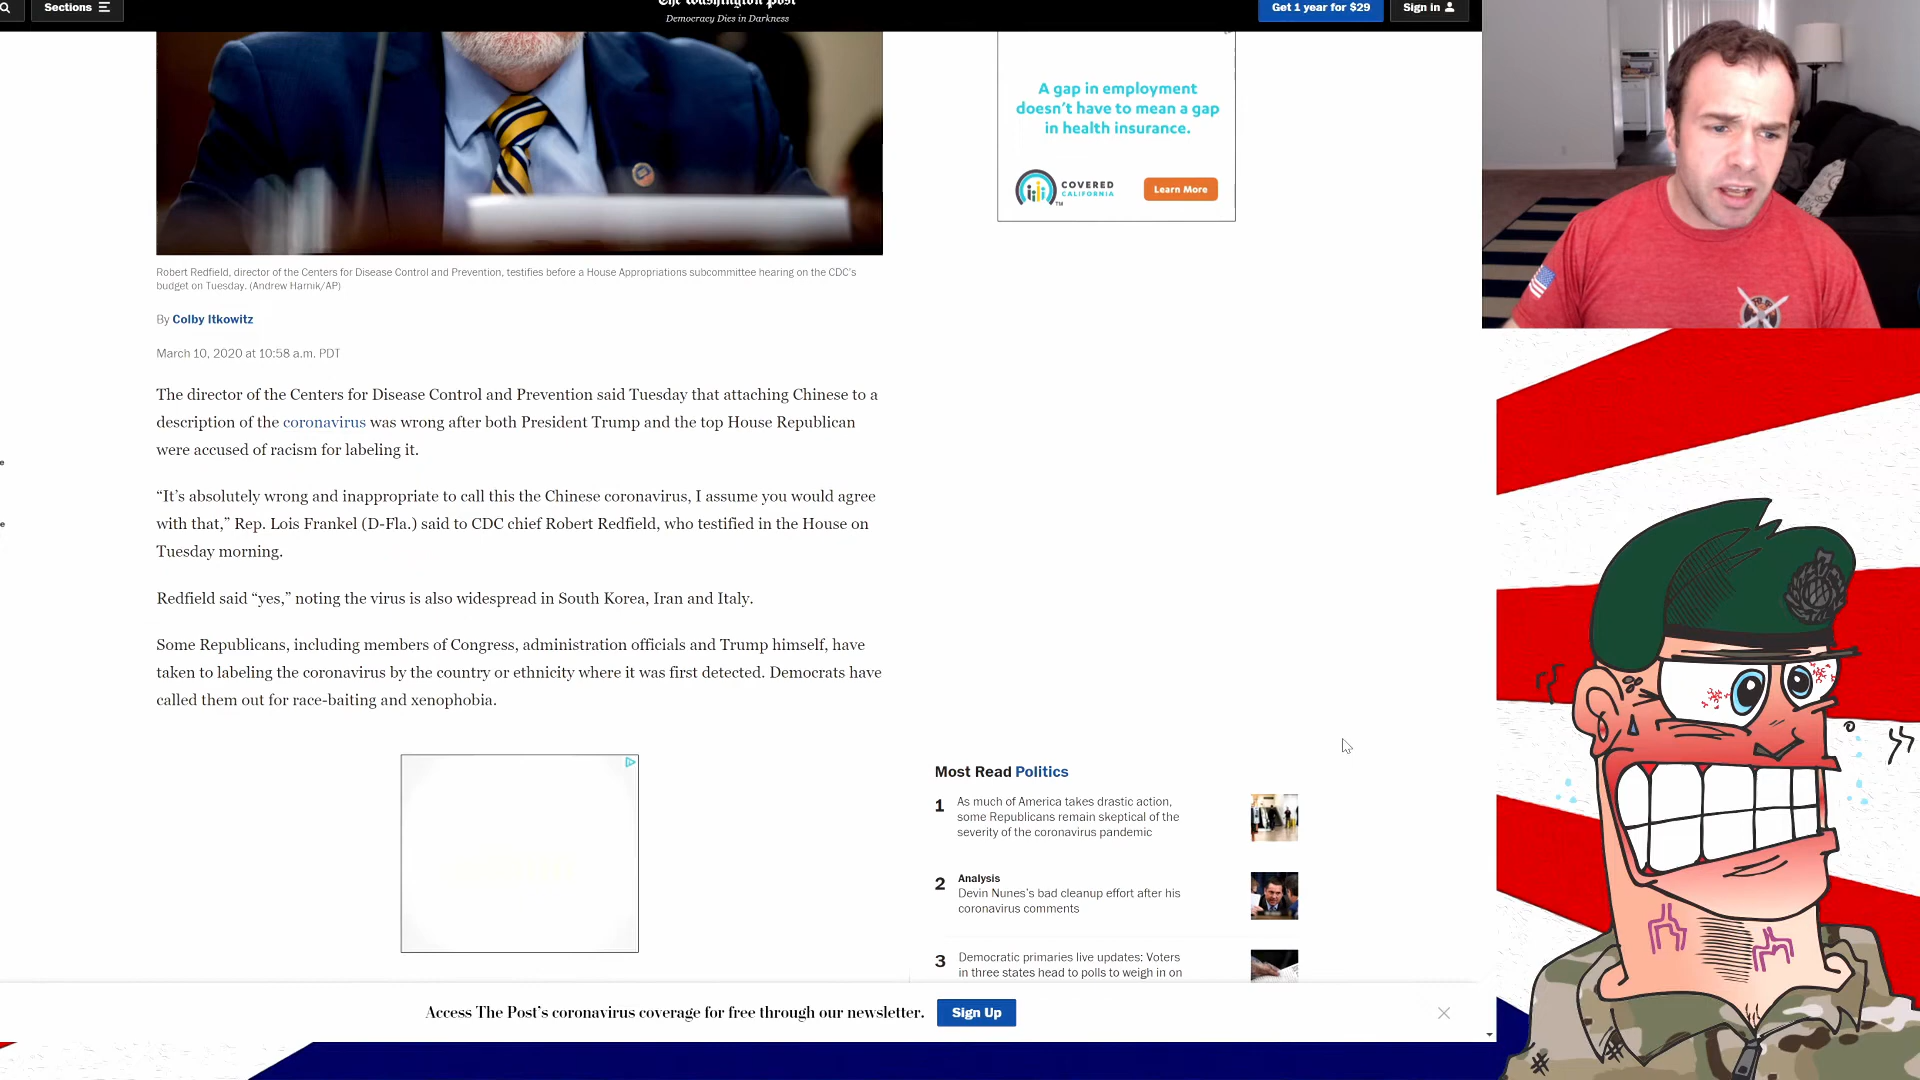 Sections
The Washington Post
Democracy Dies in Darkness
Get 1 year for $29
Sign in
A gap in employment
doesn't have to mean a gap
in health insurance.
COVERED
CALIFORNIA
TM
Learn More
Robert Redfield, director of the Centers for Disease Control and Prevention, testifies before a House Appropriations subcommittee hearing on the CDC's
budget on Tuesday. (Andrew Harnik/AP)
By Colby Itkowitz
March 10, 2020 at 10:58 a.m. PDT
The director of the Centers for Disease Control and Prevention said Tuesday that attaching Chinese to a
description of the coronavirus was wrong after both President Trump and the top House Republican
were accused of racism for labeling it.
“It's absolutely wrong and inappropriate to call this the Chinese coronavirus, I assume you would agree
with that,” Rep. Lois Frankel (D-Fla.) said to CDC chief Robert Redfield, who testified in the House on
Tuesday morning.
Redfield said “yes,” noting the virus is also widespread in South Korea, Iran and Italy.
Some Republicans, including members of Congress, administration officials and Trump himself, have
taken to labeling the coronavirus by the country or ethnicity where it was first detected. Democrats have
called them out for race-baiting and xenophobia.
Most Read Politics
1 As much of America takes drastic action,
some Republicans remain skeptical of the
severity of the coronavirus pandemic
2 Analysis
Devin Nunes's bad cleanup effort after his
coronavirus comments
3 Democratic primaries live updates: Voters
in three states head to polls to weigh in on
Access The Post's coronavirus coverage for free through our newsletter.
Sign Up